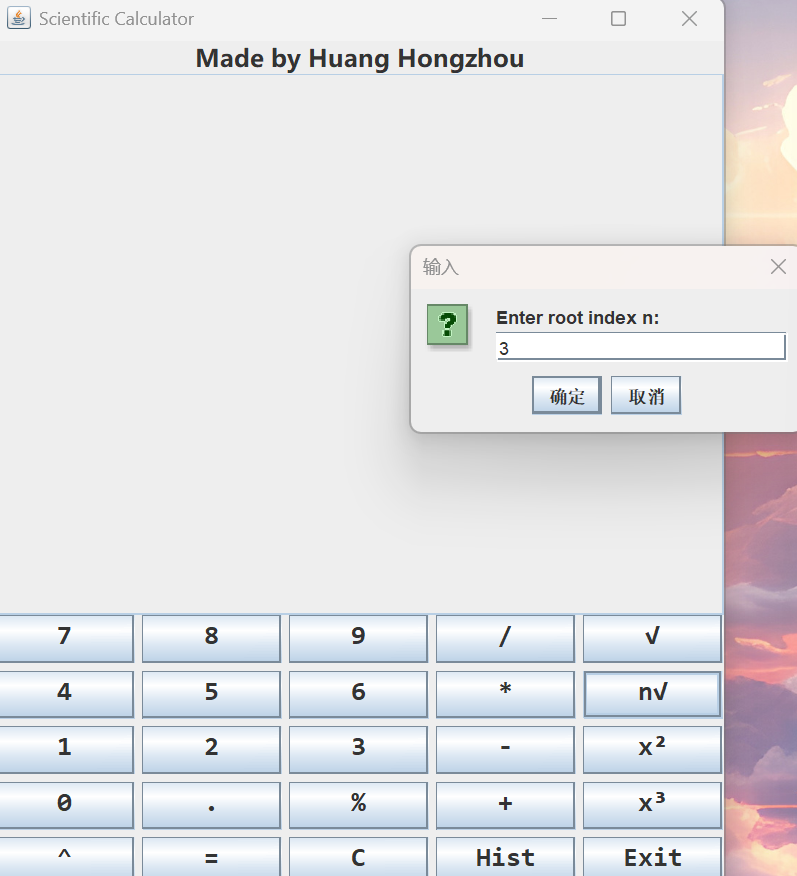 Scientific Calculator
Made by Huang Hongzhou
输入
?
Enter root index n:
3
确定 取消
7 8 9 / √
4 5 6 * n√
1 2 3 - x²
0 . % + x³
^ = C Hist Exit